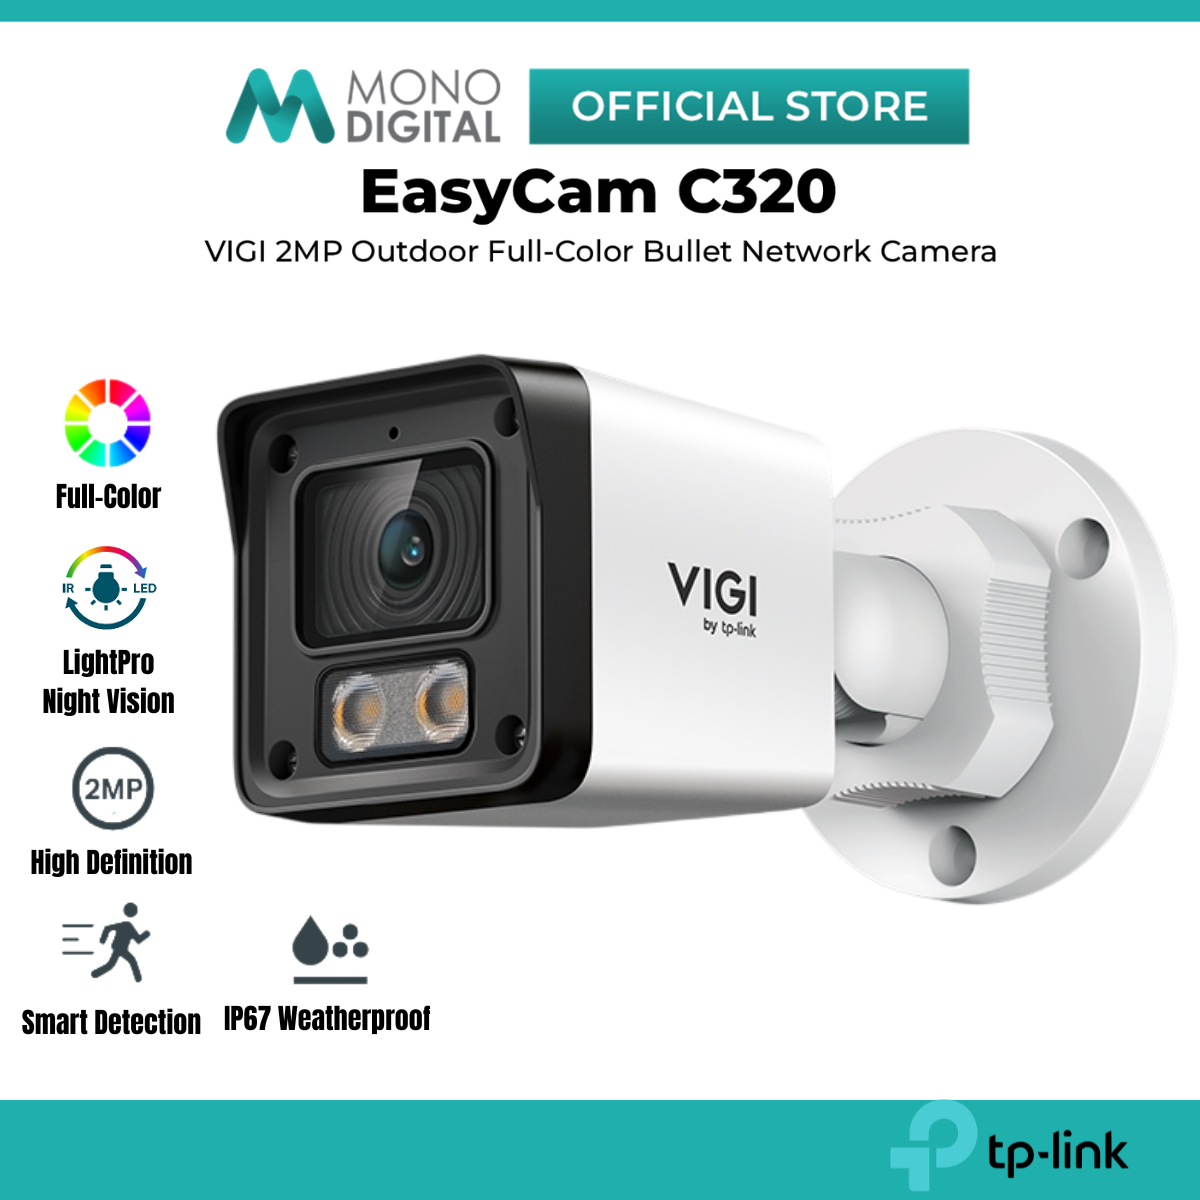 MONO
DIGITAL
OFFICIAL STORE
EasyCam C320
VIGI 2MP Outdoor Full-Color Bullet Network Camera
Full-Color
IR LED
LightPro
Night Vision
2MP
High Definition
Smart Detection
IP67 Weatherproof
VIGI
by tp-link
tp-link